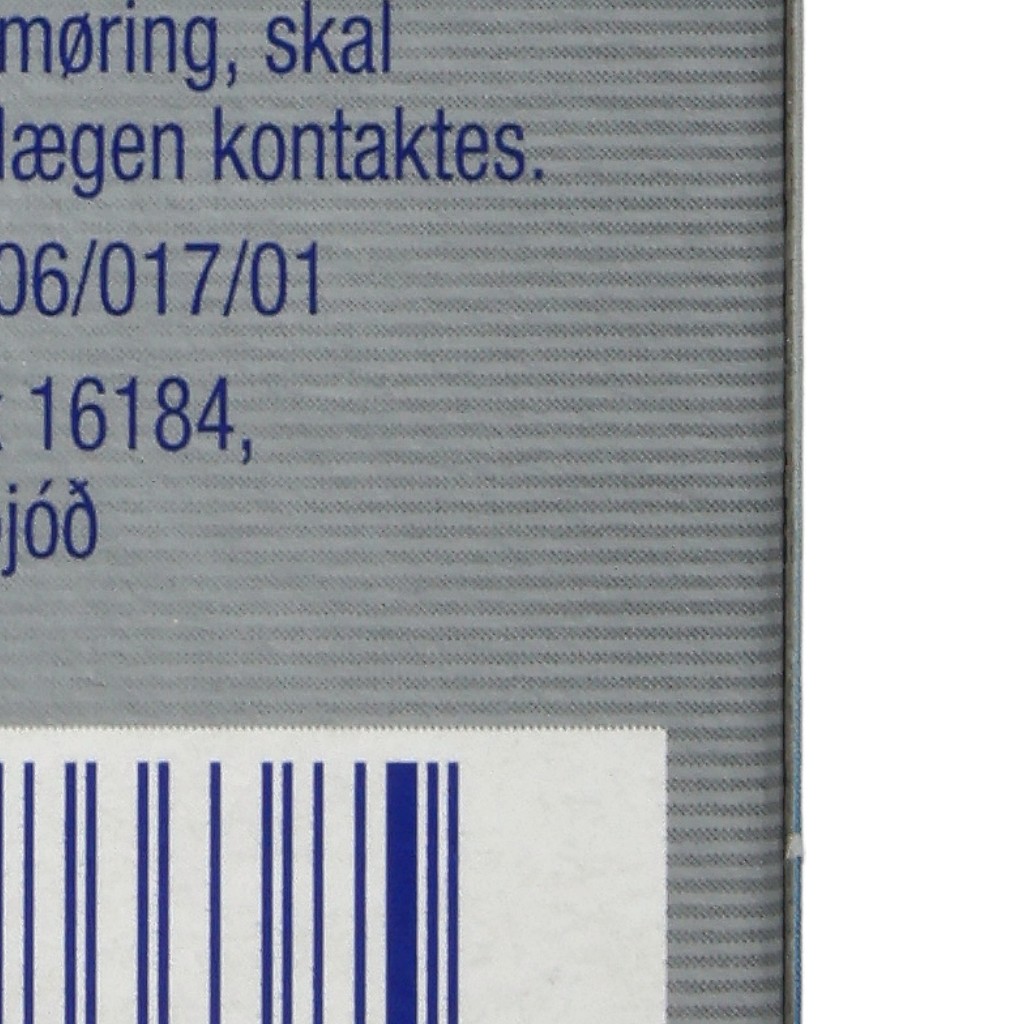 møring, skal
lægen kontaktes.
06/017/01
16184,
jóð